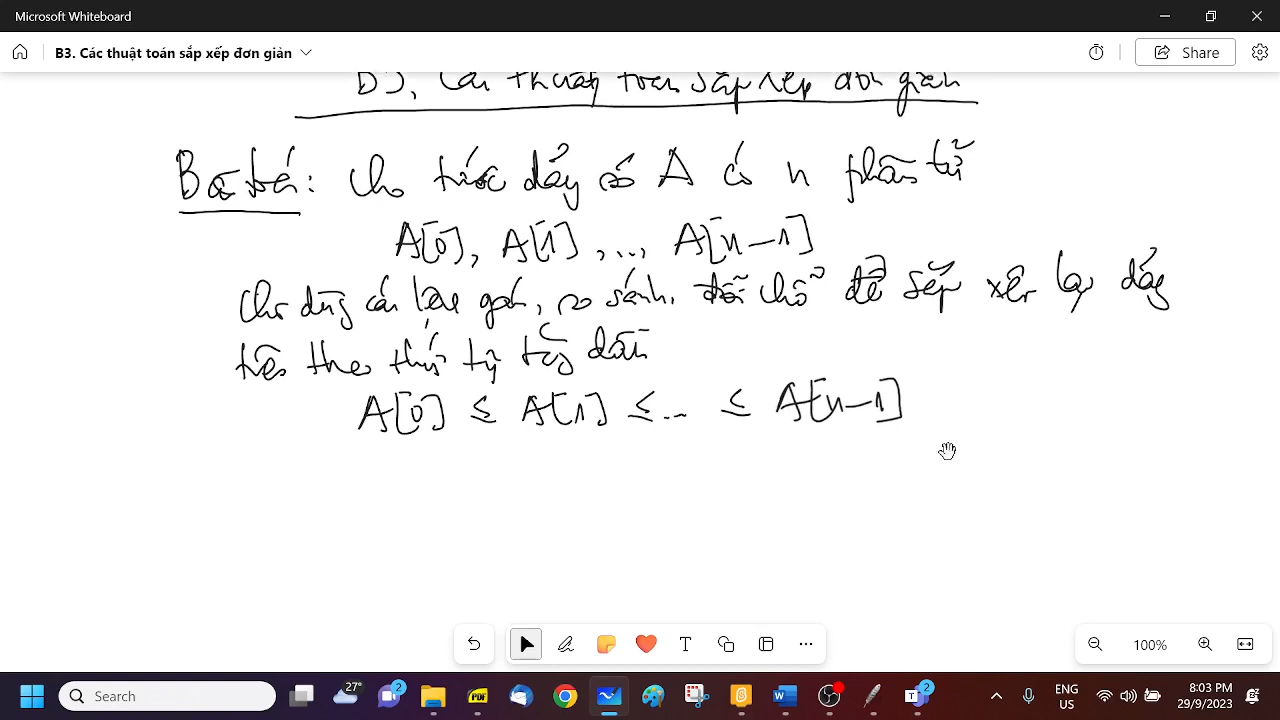 Microsoft Whiteboard
B3. Các thuật toán sắp xếp đơn giản
Share
B3. Các thuật toán sắp xếp đơn giản
Bài toán: Cho trước dãy số A có n phần tử
A[0], A[1], ..., A[n-1]
Chỉ dùng các lệnh gán, so sánh, đổi chỗ để sắp xếp lại dãy
trên theo thứ tự tăng dần
A[0] ≤ A[1] ≤ ... ≤ A[n-1]
T
100%
Search
27°
2
PDF
2
ENG
US
8:03 PM
29/9/2023